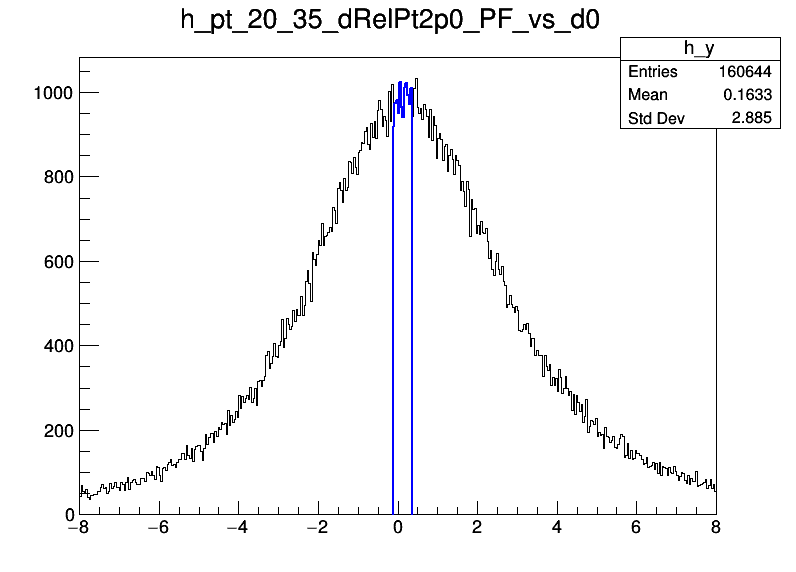 h_pt_20_35_dRelPt2p0_PF_vs_d0
h_y
Entries 160644
Mean 0.1633
Std Dev 2.885
1000
800
600
400
200
0
−8 −6 −4 −2 0 2 4 6 8